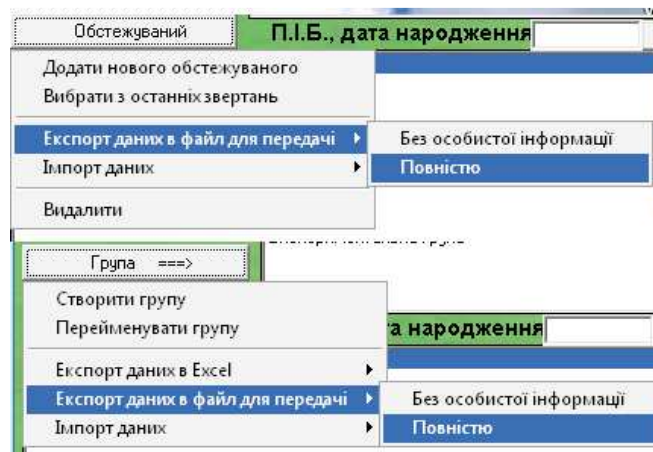 Обстежуваний П.І.Б., дата народження
Додати нового обстежуваного
Вибрати з останніх звертань
Експорт даних в файл для передачі Без особистої інформації
Імпорт даних Повністю
Видалити
Група ===>
Створити групу
Перейменувати групу а народження
Експорт даних в Excel
Експорт даних в файл для передачі Без особистої інформації
Імпорт даних Повністю